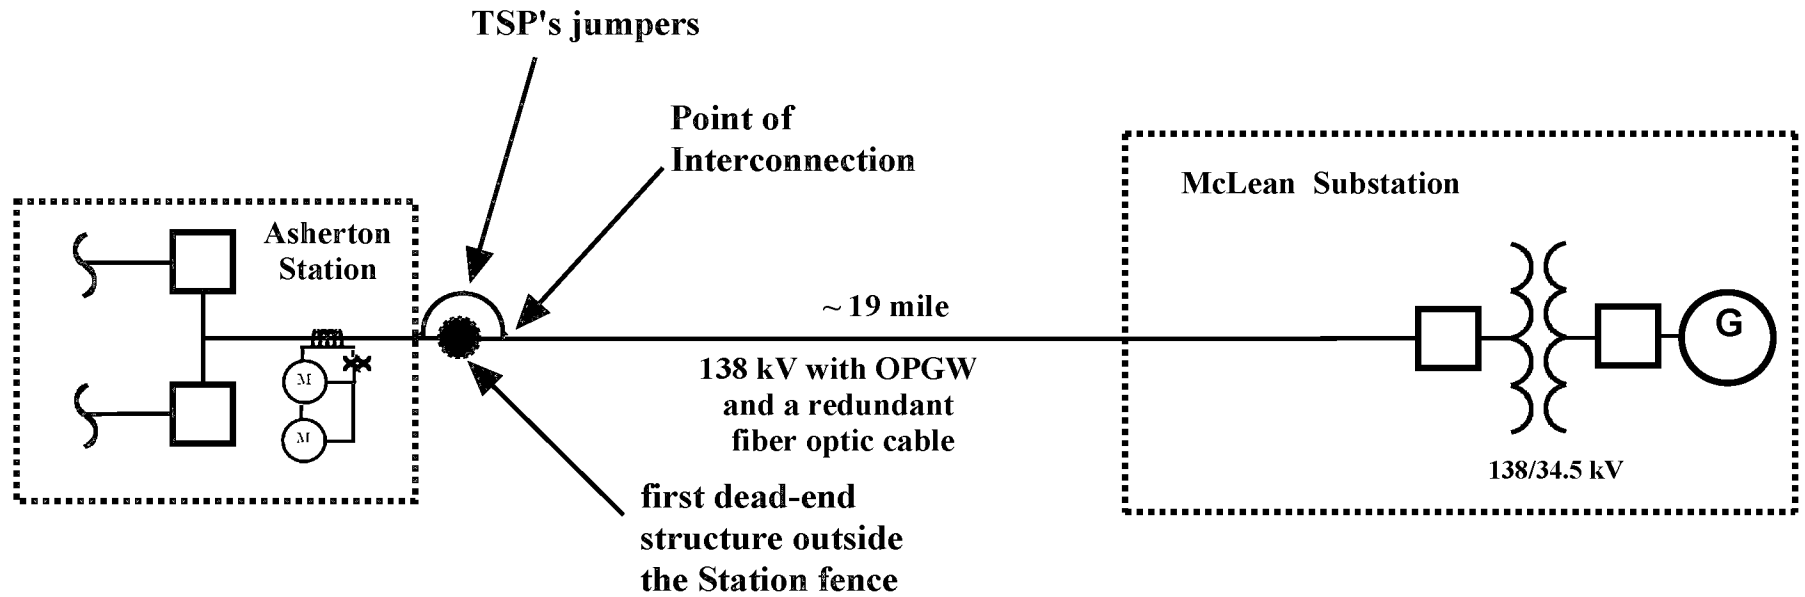 TSP's jumpers
Point of
Interconnection
McLean Substation
Asherton
Station
M
M
~ 19 mile
138 kV with OPGW
and a redundant
fiber optic cable
G
138/34.5 kV
first dead-end
structure outside
the Station fence